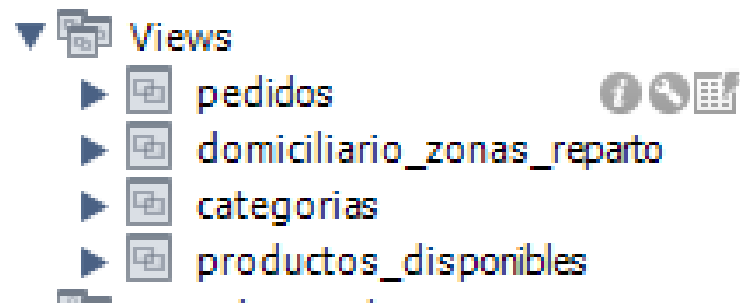 Views
pedidos
domiciliario_zonas_reparto
categorias
productos_disponibles